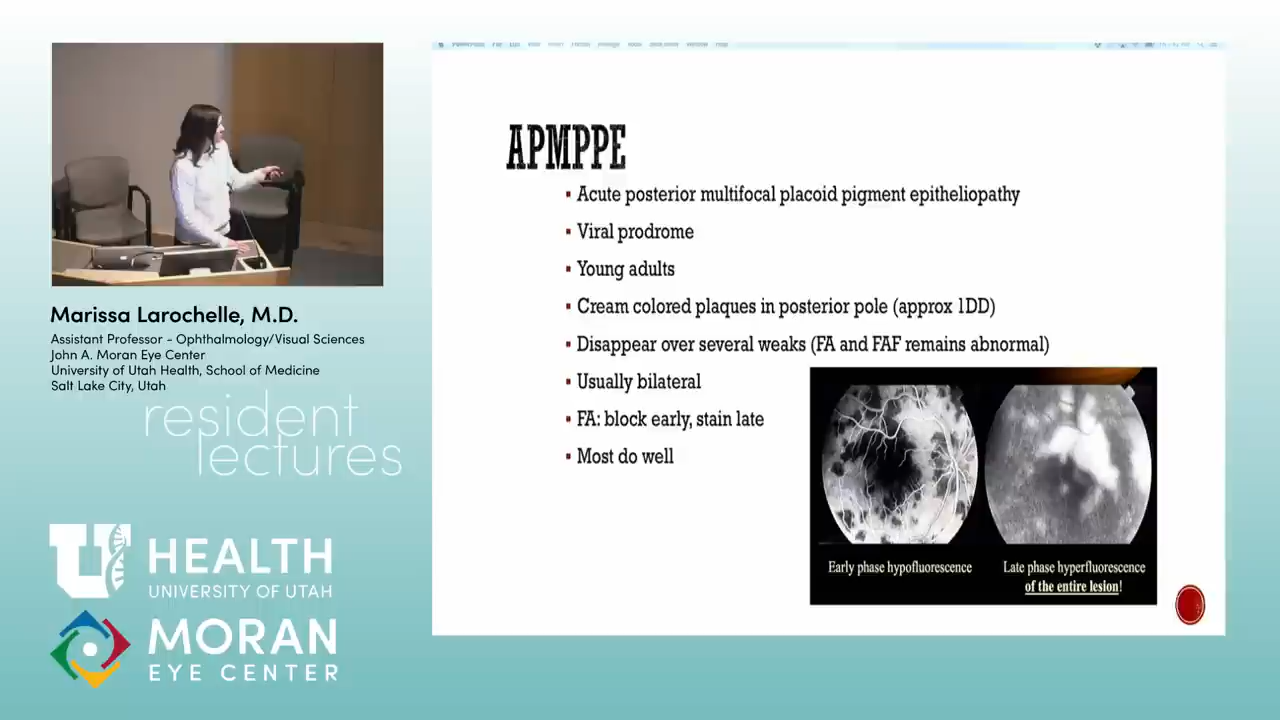 APMPPE
▪ Acute posterior multifocal placoid pigment epitheliopathy
▪ Viral prodrome
▪ Young adults
▪ Cream colored plaques in posterior pole (approx 1DD)
▪ Disappear over several weaks (FA and FAF remains abnormal)
▪ Usually bilateral
▪ FA: block early, stain late
▪ Most do well
Early phase hypofluorescence
Late phase hyperfluorescence
of the entire lesion!
Marissa Larochelle, M.D.
Assistant Professor - Ophthalmology/Visual Sciences
John A. Moran Eye Center
University of Utah Health, School of Medicine
Salt Lake City, Utah
resident
lectures
U HEALTH
UNIVERSITY OF UTAH
MORAN
EYE CENTER